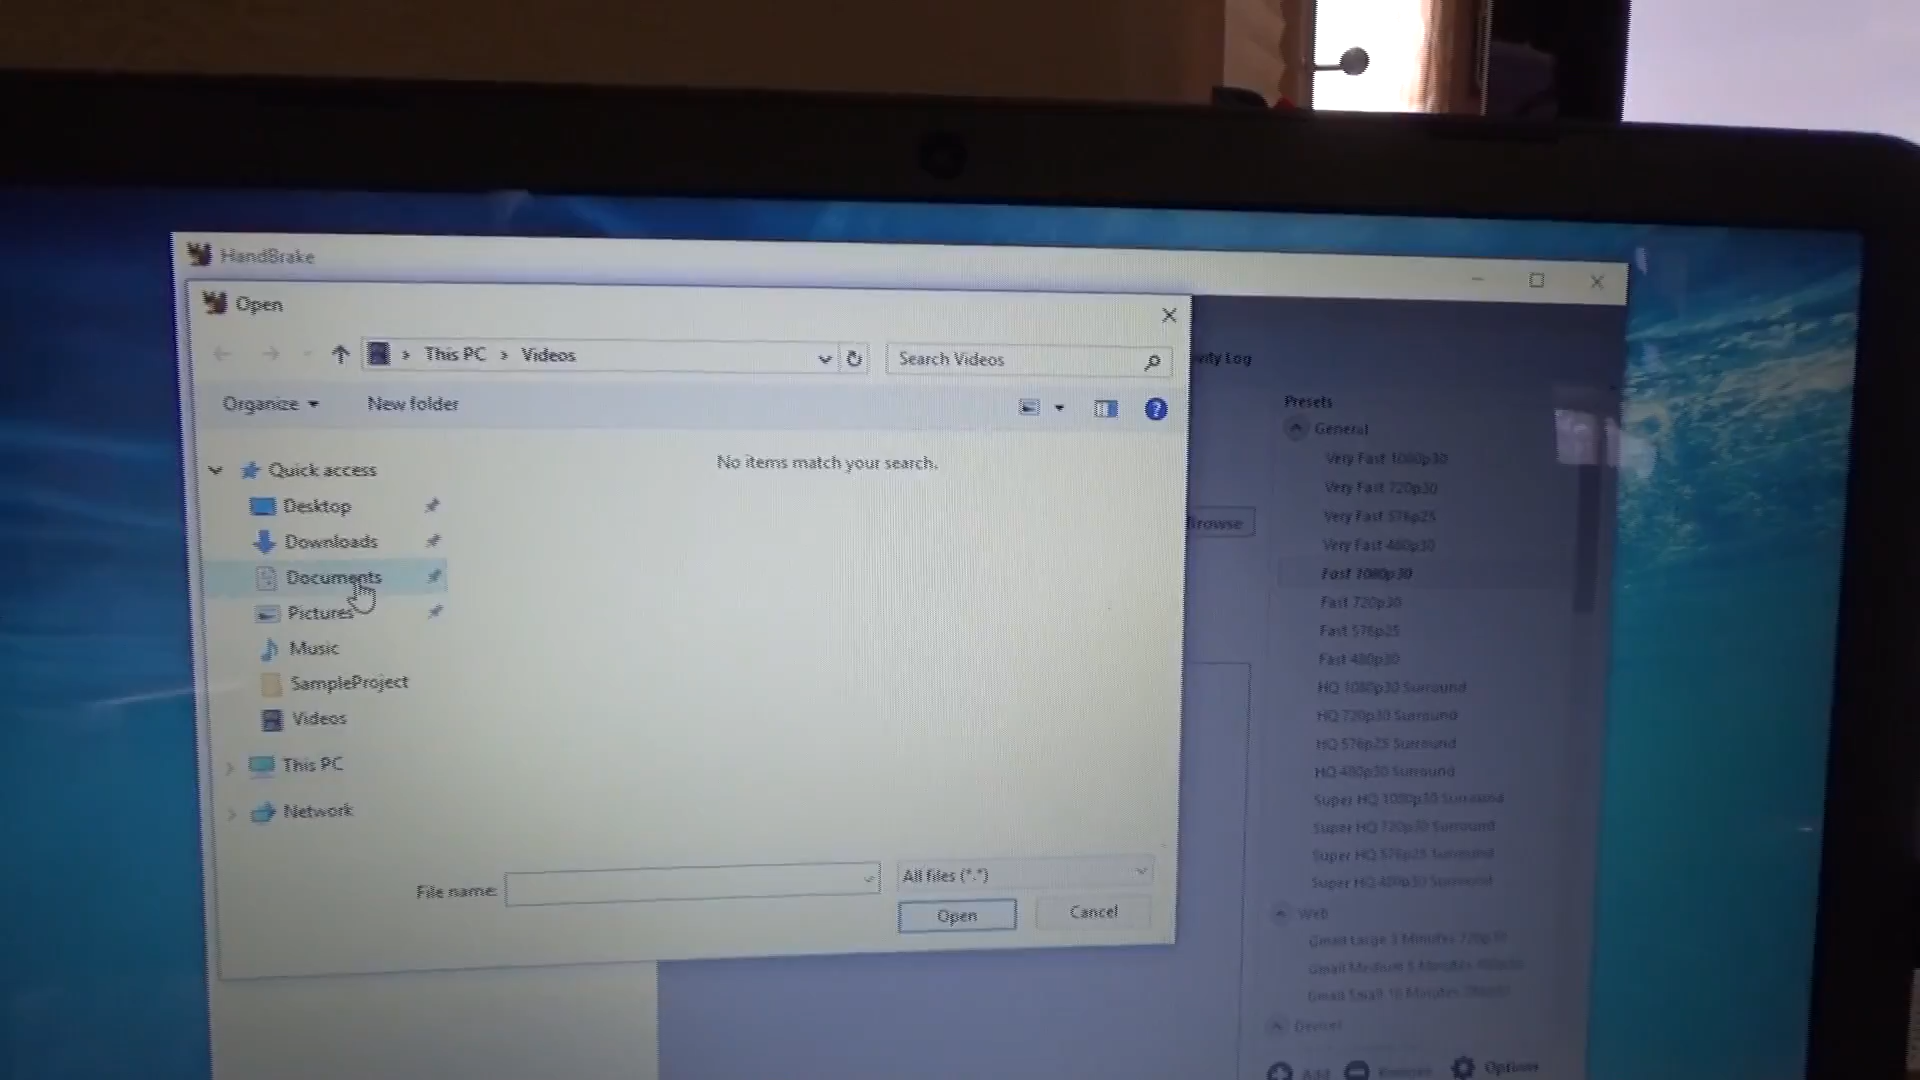 HandBrake
Open
This PC > Videos
Search Videos
Organize
New folder
No items match your search.
Quick access
Desktop
Downloads
Documents
Pictures
Music
SampleProject
Videos
This PC
Network
File name:
All files (*.*)
Open
Cancel
Log
Browse
Presets
General
Very Fast 1080p30
Very Fast 720p30
Very Fast 576p25
Very Fast 480p30
Fast 1080p30
Fast 720p30
Fast 576p25
Fast 480p30
HQ 1080p30 Surround
HQ 720p30 Surround
HQ 576p25 Surround
HQ 480p30 Surround
Super HQ 1080p30 Surround
Super HQ 720p30 Surround
Super HQ 576p25 Surround
Super HQ 480p30 Surround
Web
Gmail Large 3 Minutes 720p30
Gmail Medium 5 Minutes 480p30
Gmail Small 10 Minutes 288p30
Devices
Add
Remove
Options